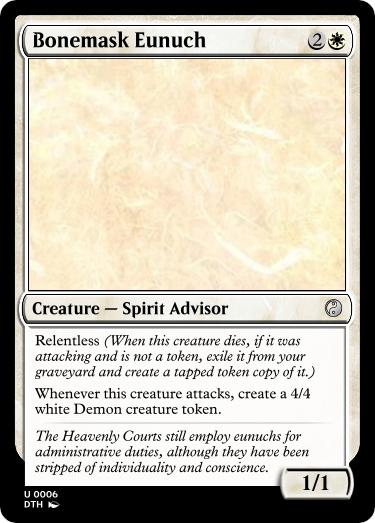 Bonemask Eunuch 2
Creature — Spirit Advisor
Relentless (When this creature dies, if it was
attacking and is not a token, exile it from your
graveyard and create a tapped token copy of it.)
Whenever this creature attacks, create a 4/4
white Demon creature token.
The Heavenly Courts still employ eunuchs for
administrative duties, although they have been
stripped of individuality and conscience.
1/1
U 0006
DTH